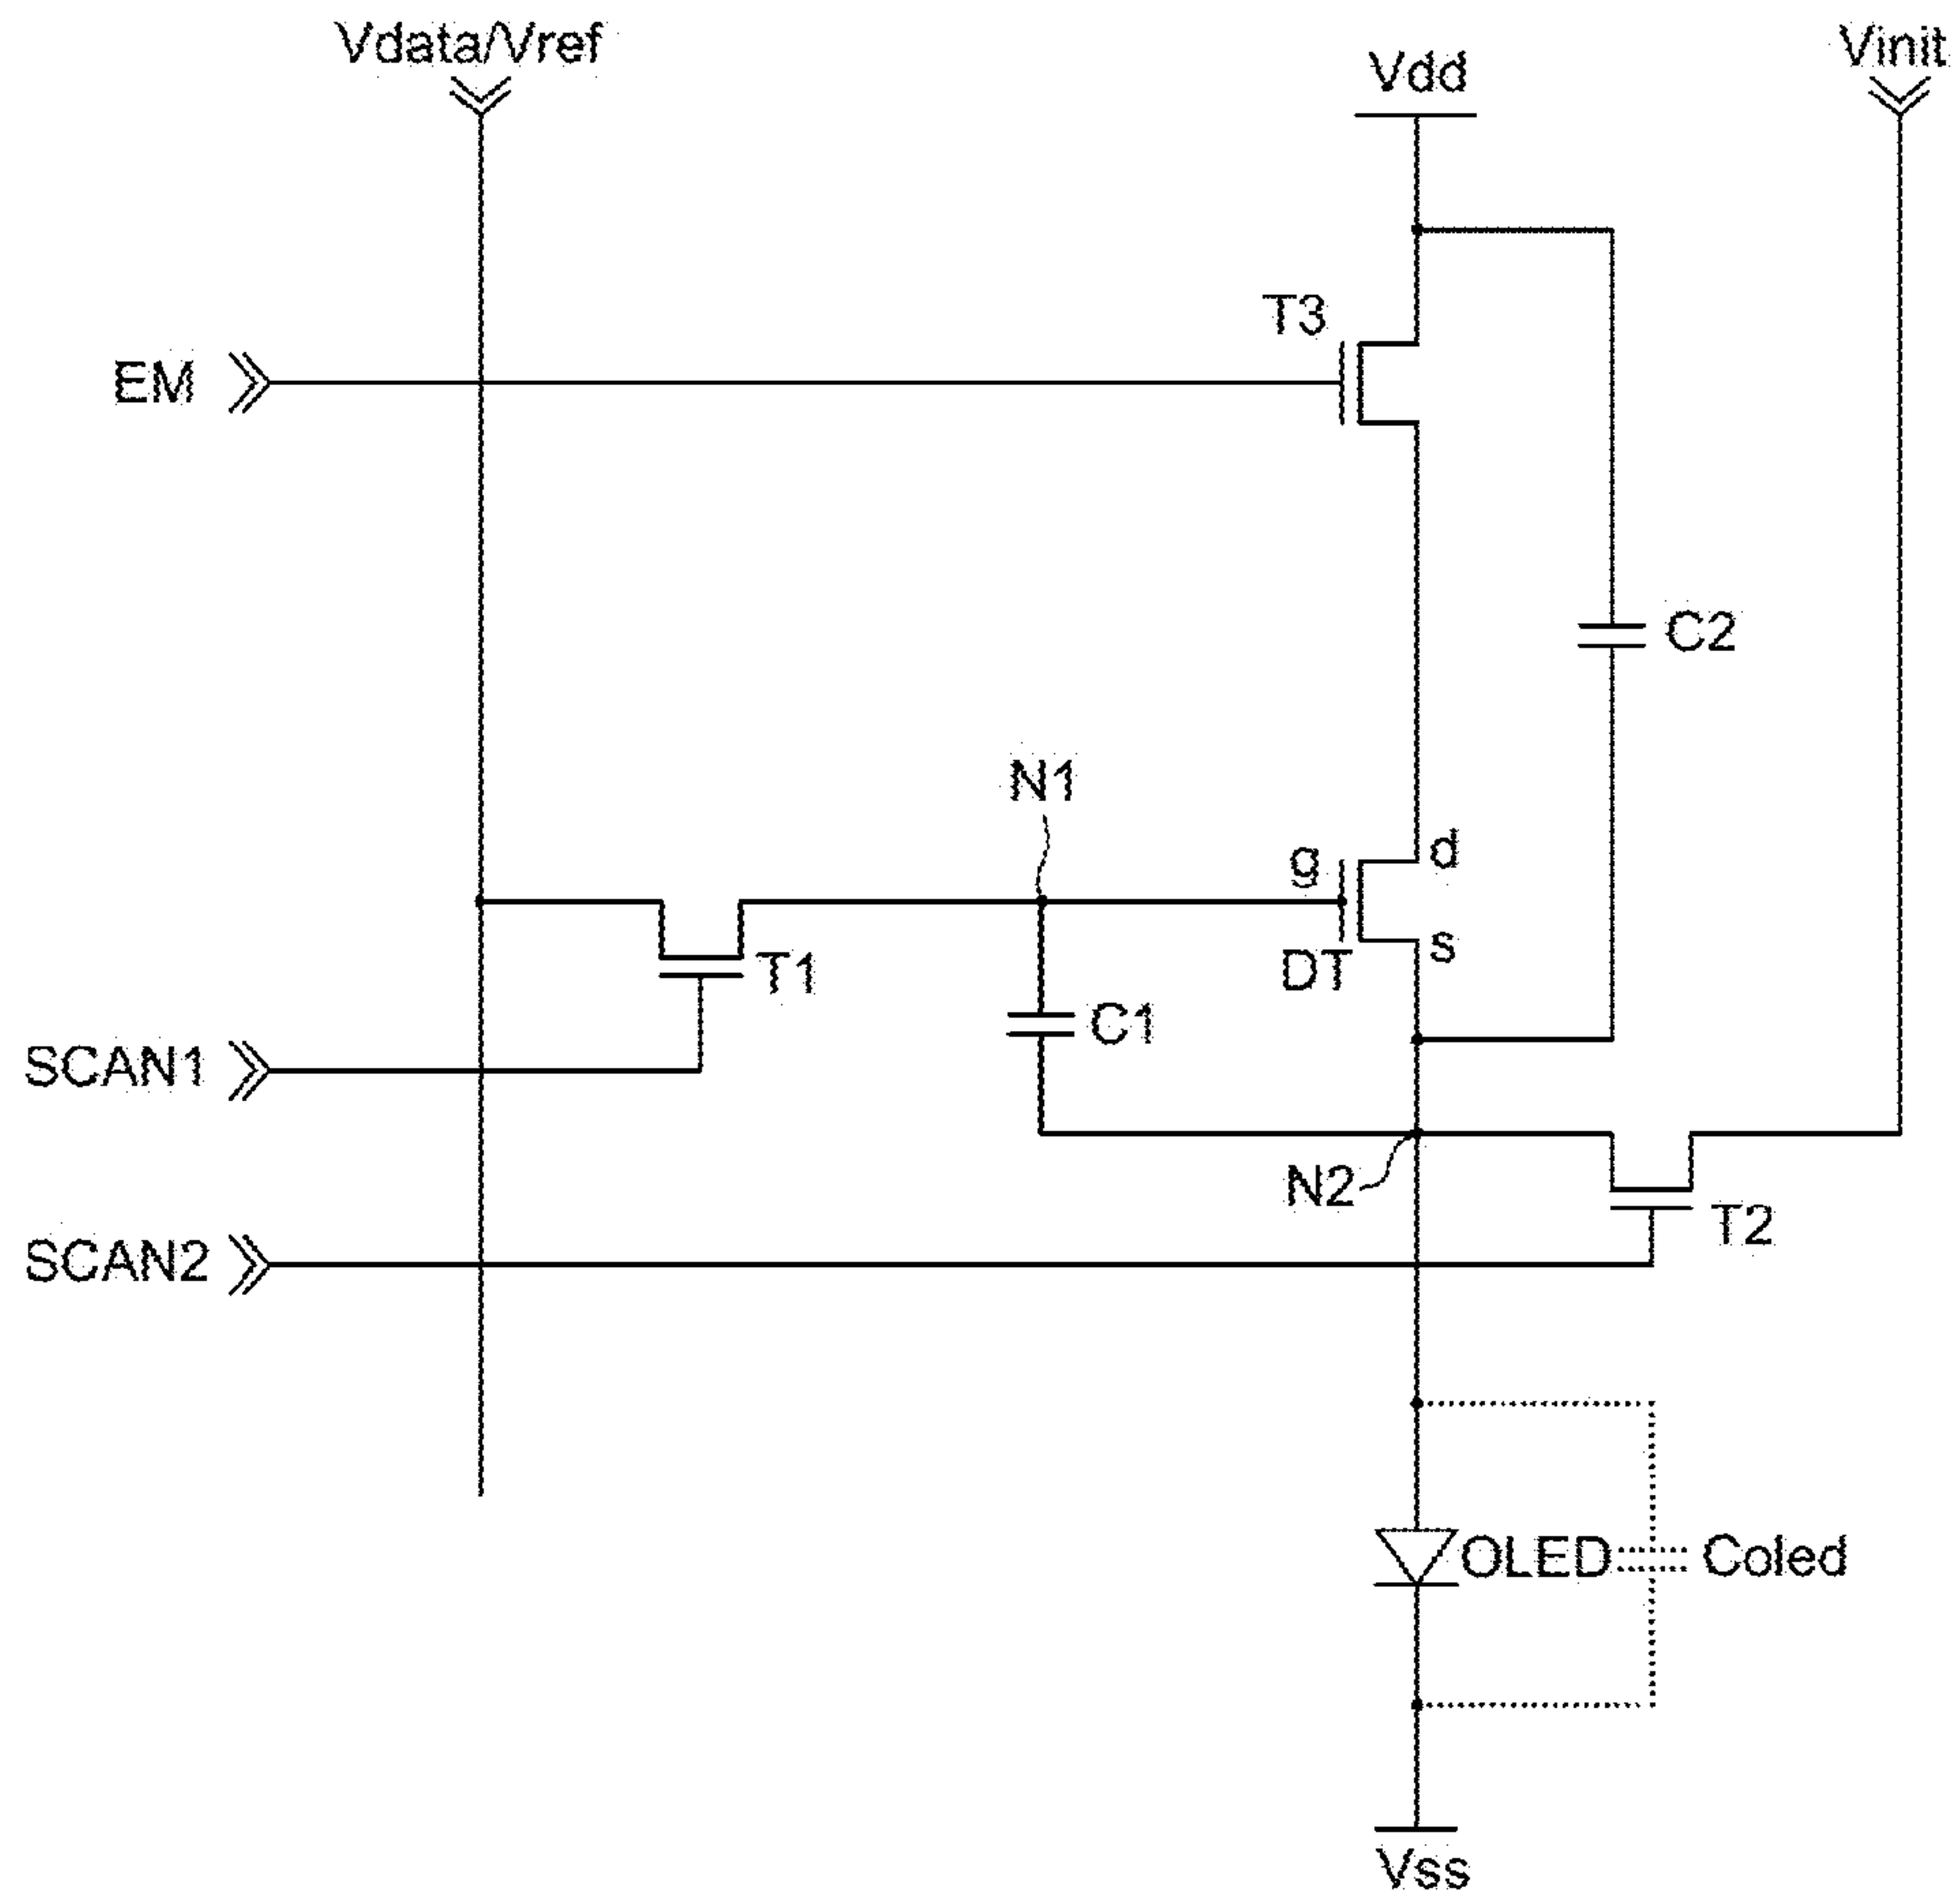 Vdata/Vref
Vinit
Vdd
T3
EM
C2
N1
g
d
DT
s
T1
C1
SCAN1
N2
T2
SCAN2
OLED
Coled
Vss